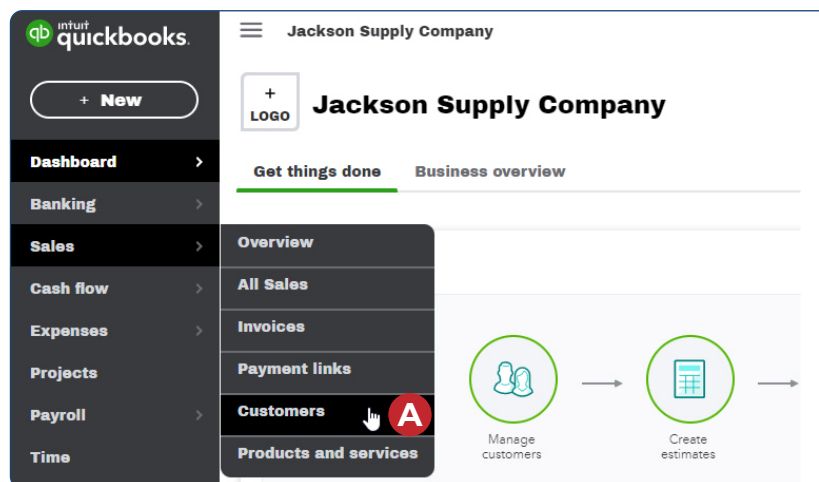 qb intuit quickbooks.
Jackson Supply Company
+ New
+ LOGO
Jackson Supply Company
Get things done
Business overview
Dashboard
Banking
Sales
Cash flow
Expenses
Projects
Payroll
Time
Overview
All Sales
Invoices
Payment links
Customers
A
Products and services
Manage
customers
Create
estimates